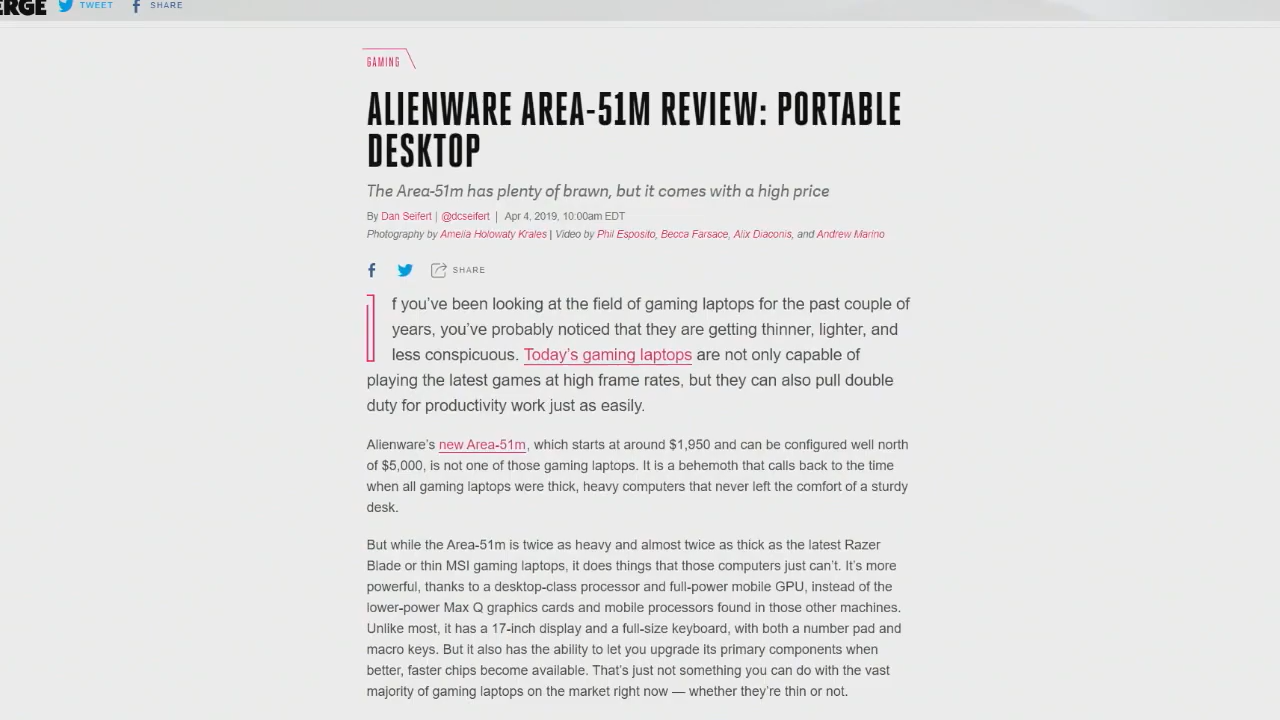 ERGE TWEET SHARE
GAMING
ALIENWARE AREA-51M REVIEW: PORTABLE
DESKTOP
The Area-51m has plenty of brawn, but it comes with a high price
By Dan Seifert | @dcseifert | Apr 4, 2019, 10:00am EDT
Photography by Amelia Holowaty Krales | Video by Phil Esposito, Becca Farsace, Alix Diaconis, and Andrew Marino
SHARE
If you've been looking at the field of gaming laptops for the past couple of
years, you've probably noticed that they are getting thinner, lighter, and
less conspicuous. Today's gaming laptops are not only capable of
playing the latest games at high frame rates, but they can also pull double
duty for productivity work just as easily.
Alienware's new Area-51m, which starts at around $1,950 and can be configured well north
of $5,000, is not one of those gaming laptops. It is a behemoth that calls back to the time
when all gaming laptops were thick, heavy computers that never left the comfort of a sturdy
desk.
But while the Area-51m is twice as heavy and almost twice as thick as the latest Razer
Blade or thin MSI gaming laptops, it does things that those computers just can't. It's more
powerful, thanks to a desktop-class processor and full-power mobile GPU, instead of the
lower-power Max Q graphics cards and mobile processors found in those other machines.
Unlike most, it has a 17-inch display and a full-size keyboard, with both a number pad and
macro keys. But it also has the ability to let you upgrade its primary components when
better, faster chips become available. That's just not something you can do with the vast
majority of gaming laptops on the market right now — whether they're thin or not.